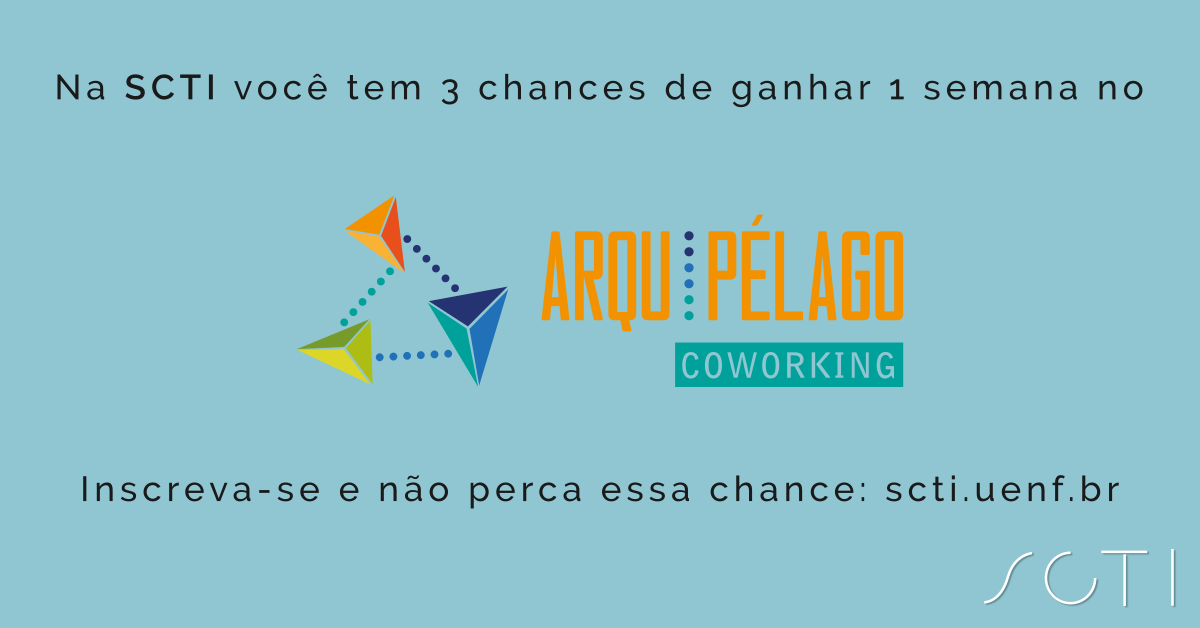 Na SCTI você tem 3 chances de ganhar 1 semana no
ARQUIPÉLAGO
COWORKING
Inscreva-se e não perca essa chance: scti.uenf.br
SCTI